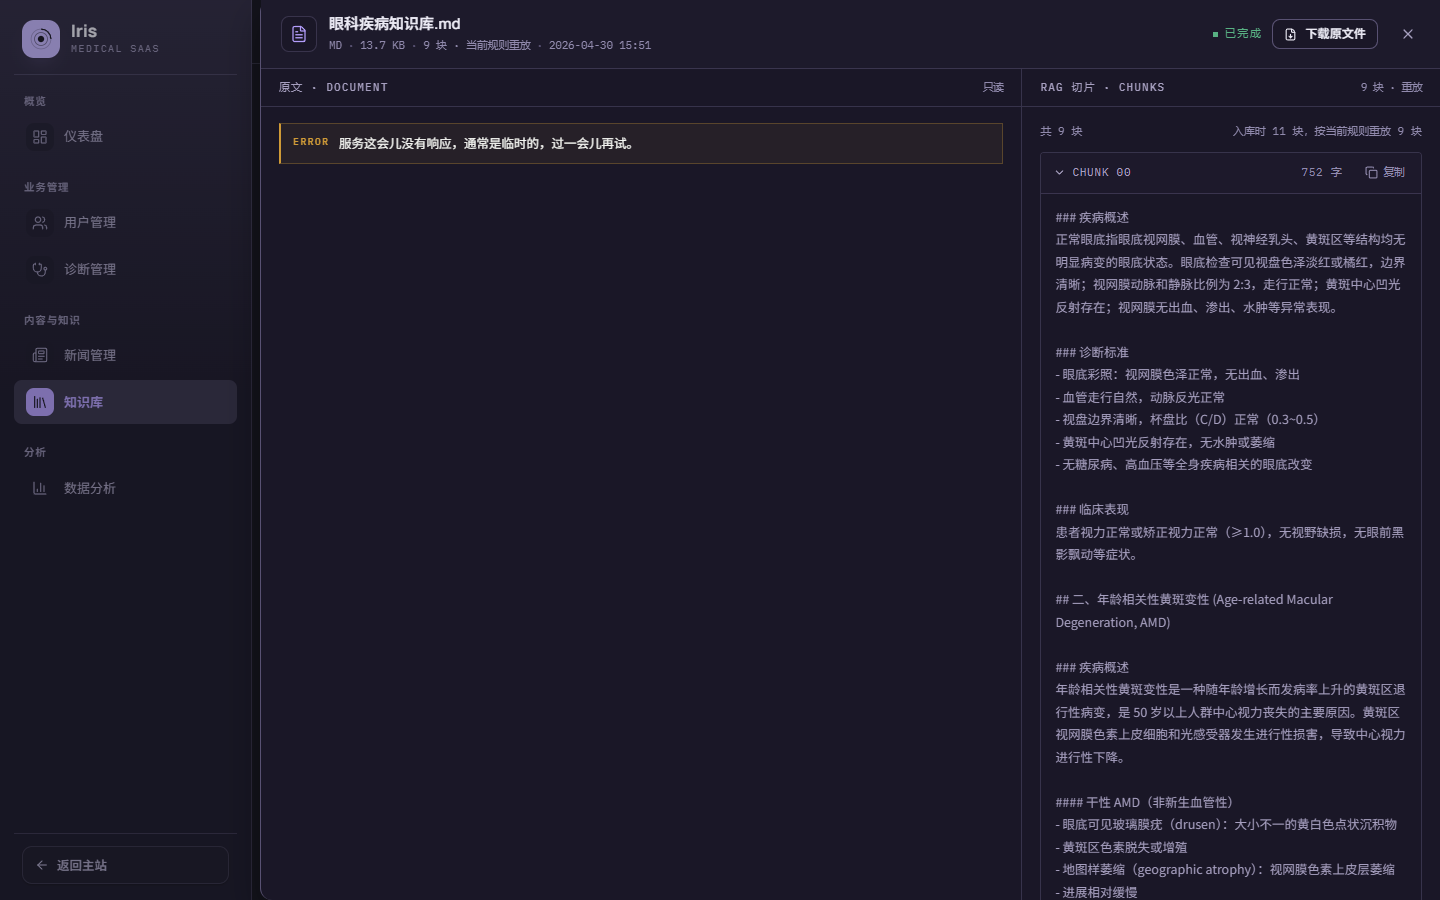 Iris
MEDICAL SAAS
概览
仪表盘
业务管理
用户管理
诊断管理
内容与知识
新闻管理
知识库
分析
数据分析
返回主站
眼科疾病知识库.md
MD · 13.7 KB · 9 块 · 当前规则重放 · 2026-04-30 15:51
已完成
下载原文件
原文 · DOCUMENT
只读
ERROR 服务这会儿没有响应，通常是临时的，过一会儿再试。
RAG 切片 · CHUNKS
9 块 · 重放
共 9 块
入库时 11 块，按当前规则重放 9 块
CHUNK 00
752 字
复制
### 疾病概述
正常眼底指眼底视网膜、血管、视神经乳头、黄斑区等结构均无
明显病变的眼底状态。眼底检查可见视盘色泽淡红或橘红，边界
清晰；视网膜动脉和静脉比例为 2:3，走行正常；黄斑中心凹光
反射存在；视网膜无出血、渗出、水肿等异常表现。
### 诊断标准
- 眼底彩照：视网膜色泽正常，无出血、渗出
- 血管走行自然，动脉反光正常
- 视盘边界清晰，杯盘比（C/D）正常（0.3~0.5）
- 黄斑中心凹光反射存在，无水肿或萎缩
- 无糖尿病、高血压等全身疾病相关的眼底改变
### 临床表现
患者视力正常或矫正视力正常（≥1.0），无视野缺损，无眼前黑
影飘动等症状。
## 二、年龄相关性黄斑变性 (Age-related Macular
Degeneration, AMD)
### 疾病概述
年龄相关性黄斑变性是一种随年龄增长而发病率上升的黄斑区退
行性病变，是 50 岁以上人群中心视力丧失的主要原因。黄斑区
视网膜色素上皮细胞和光感受器发生进行性损害，导致中心视力
进行性下降。
#### 干性 AMD（非新生血管性）
- 眼底可见玻璃膜疣（drusen）：大小不一的黄白色点状沉积物
- 黄斑区色素脱失或增殖
- 地图样萎缩（geographic atrophy）：视网膜色素上皮层萎缩
- 进展相对缓慢